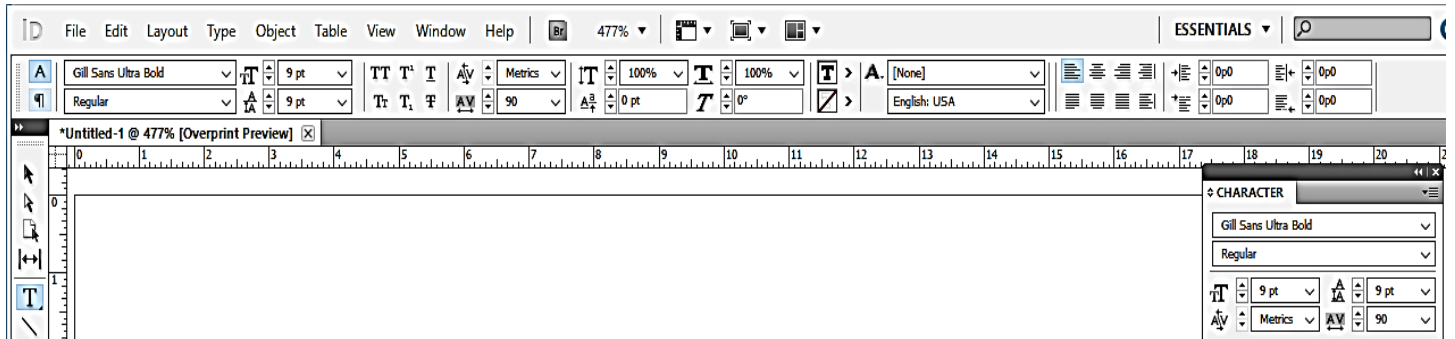 ID File Edit Layout Type Object Table View Window Help Br 477% ESSENTIALS
A Gill Sans Ultra Bold 9 pt TT T¹ T Metrics 100% 100% T A. [None] 0p0 0p0
¶ Regular 9 pt Tr T₁ T 90 0 pt 0° English: USA 0p0 0p0
*Untitled-1 @ 477% [Overprint Preview] X
0 1 2 3 4 5 6 7 8 9 10 11 12 13 14 15 16 17 18 19 20
CHARACTER
0
Gill Sans Ultra Bold
Regular
1
T 9 pt 9 pt
Metrics 90